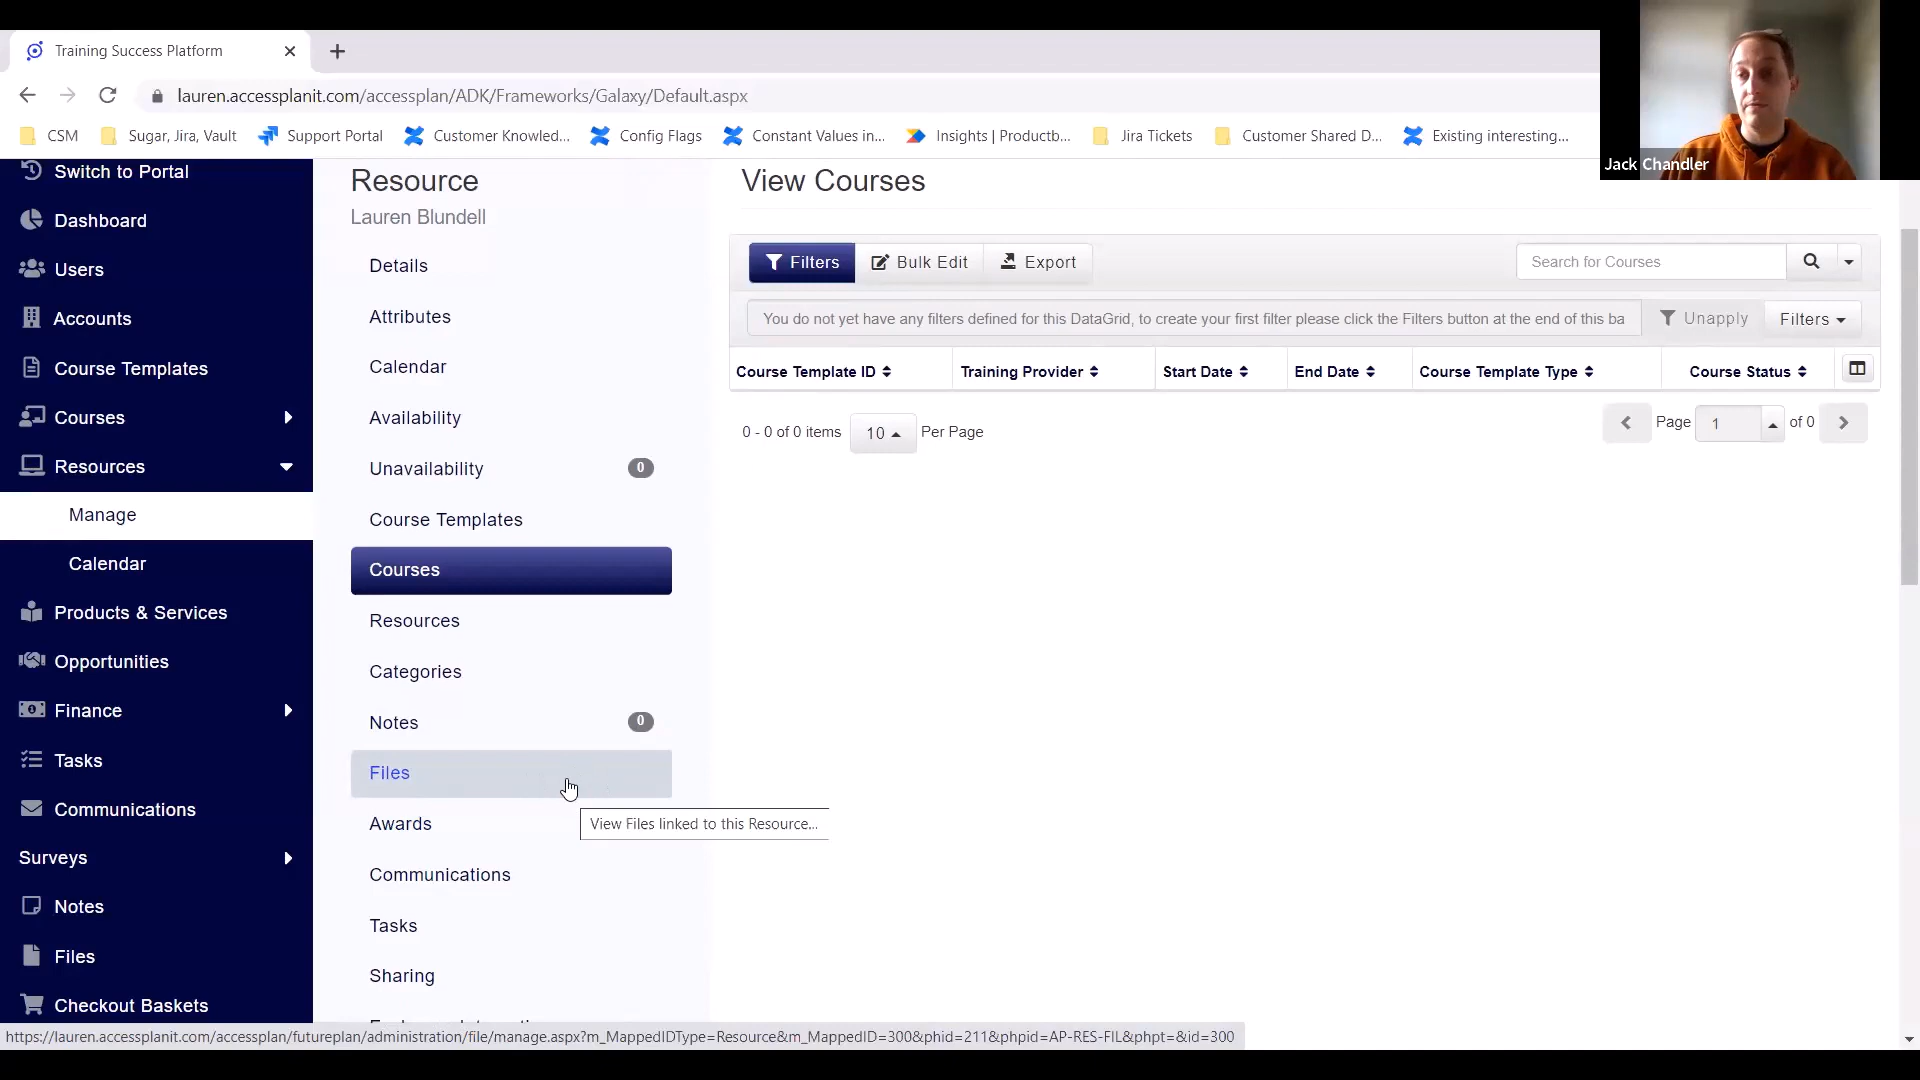 Training Success Platform
lauren.accessplanit.com/accessplan/ADK/Frameworks/Galaxy/Default.aspx
CSM Sugar, Jira, Vault Support Portal Customer Knowled... Config Flags Constant Values in... Insights | Productb... Jira Tickets Customer Shared D... Existing interesting...
Jack Chandler
Switch to Portal
Dashboard
Users
Accounts
Course Templates
Courses
Resources
Manage
Calendar
Products & Services
Opportunities
Finance
Tasks
Communications
Surveys
Notes
Files
Checkout Baskets
Resource
Lauren Blundell
Details
Attributes
Calendar
Availability
Unavailability 0
Course Templates
Courses
Resources
Categories
Notes 0
Files
Awards
Communications
Tasks
Sharing
View Files linked to this Resource...
View Courses
Filters Bulk Edit Export Search for Courses
You do not yet have any filters defined for this DataGrid, to create your first filter please click the Filters button at the end of this ba Unapply Filters
Course Template ID Training Provider Start Date End Date Course Template Type Course Status
0 - 0 of 0 items 10 Per Page Page 1 of 0
https://lauren.accessplanit.com/accessplan/futureplan/administration/file/manage.aspx?m_MappedIDType=Resource&m_MappedID=300&phid=211&phpid=AP-RES-FIL&phpt=&id=300